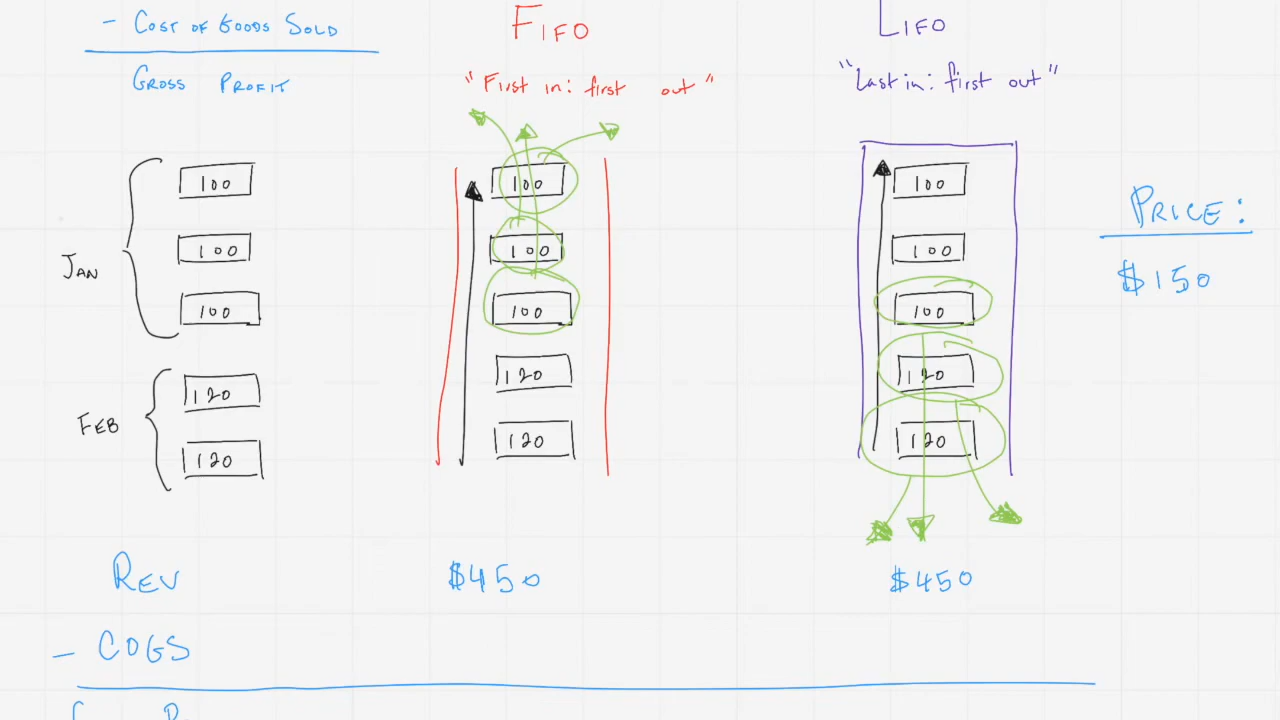 - COST OF GOODS SOLD
GROSS PROFIT
FIFO
"First in: first out"
LIFO
"Last in: first out"
JAN
100
100
100
FEB
120
120
100
100
100
120
120
100
100
100
120
120
PRICE:
$150
REV $450 $450
- COGS